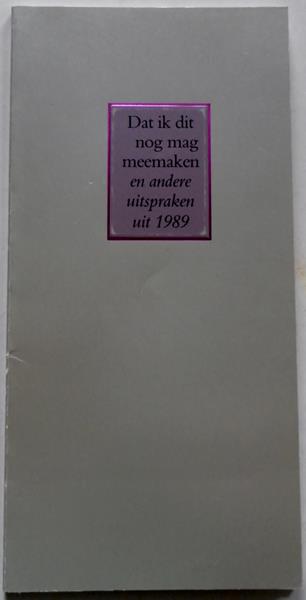 Dat ik dit
nog mag
meemaken
en andere
uitspraken
uit 1989